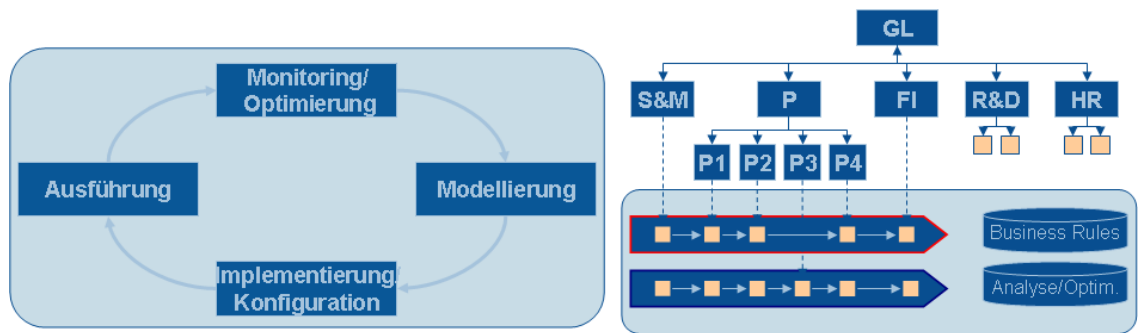 Monitoring/
Optimierung
Ausführung
Modellierung
Implementierung/
Konfiguration
GL
S&M
P
FI
R&D
HR
P1
P2
P3
P4
Business Rules
Analyse/Optim.